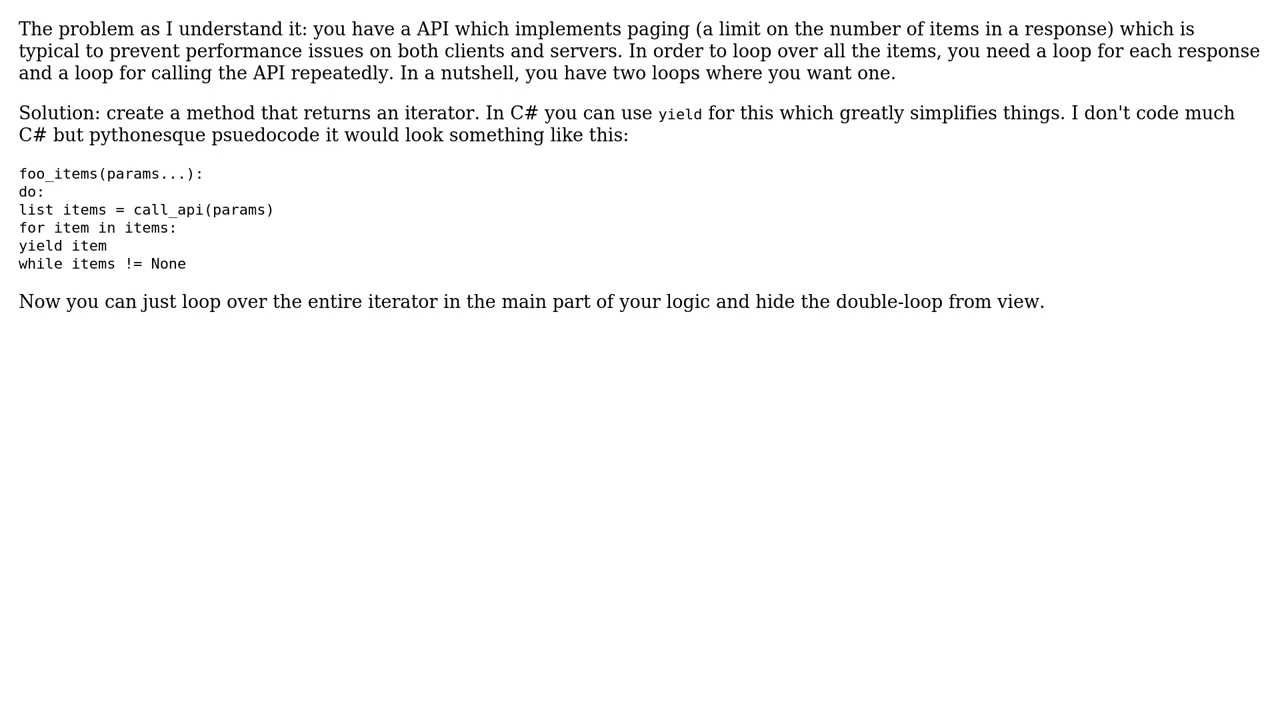 The problem as I understand it: you have a API which implements paging (a limit on the number of items in a response) which is
typical to prevent performance issues on both clients and servers. In order to loop over all the items, you need a loop for each response
and a loop for calling the API repeatedly. In a nutshell, you have two loops where you want one.
Solution: create a method that returns an iterator. In C# you can use yield for this which greatly simplifies things. I don't code much
C# but pythonesque psuedocode it would look something like this:
foo_items(params...):
do:
list items = call_api(params)
for item in items:
yield item
while items != None
Now you can just loop over the entire iterator in the main part of your logic and hide the double-loop from view.